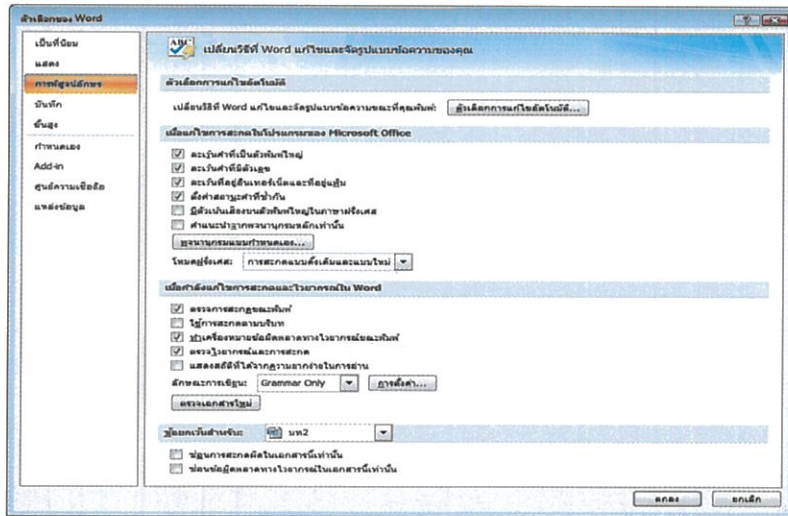 ตัวเลือกของ Word
เป็นที่นิยม
แสดง
การพิสูจน์อักษร
บันทึก
ขั้นสูง
กำหนดเอง
Add-in
ศูนย์ความเชื่อถือ
แหล่งข้อมูล
ABC เปลี่ยนวิธีที่ Word แก้ไขและจัดรูปแบบข้อความของคุณ
ตัวเลือกการแก้ไขอัตโนมัติ
เปลี่ยนวิธีที่ Word แก้ไขและจัดรูปแบบข้อความขณะที่คุณพิมพ์: ตัวเลือกการแก้ไขอัตโนมัติ...
เมื่อแก้ไขการสะกดในโปรแกรมของ Microsoft Office
ละเว้นคำที่เป็นตัวพิมพ์ใหญ่
ละเว้นคำที่มีตัวเลข
ละเว้นที่อยู่อินเทอร์เน็ตและที่อยู่แฟ้ม
ตั้งค่าสถานะคำที่ซ้ำกัน
มีตัวเน้นเสียงบนตัวพิมพ์ใหญ่ในภาษาฝรั่งเศส
คำแนะนำจากพจนานุกรมหลักเท่านั้น
พจนานุกรมแบบกำหนดเอง...
โหมดฝรั่งเศส: การสะกดแบบดั้งเดิมและแบบใหม่
เมื่อกำลังแก้ไขการสะกดและไวยากรณ์ใน Word
ตรวจการสะกดขณะพิมพ์
ใช้การสะกดตามบริบท
ทำเครื่องหมายข้อผิดพลาดทางไวยากรณ์ขณะพิมพ์
ตรวจไวยากรณ์และการสะกด
แสดงสถิติที่ได้จากความยากง่ายในการอ่าน
ลักษณะการเขียน: Grammar Only การตั้งค่า...
ตรวจเอกสารใหม่
ข้อยกเว้นสำหรับ: บท2
ซ่อนการสะกดผิดในเอกสารนี้เท่านั้น
ซ่อนข้อผิดพลาดทางไวยากรณ์ในเอกสารนี้เท่านั้น
ตกลง ยกเลิก